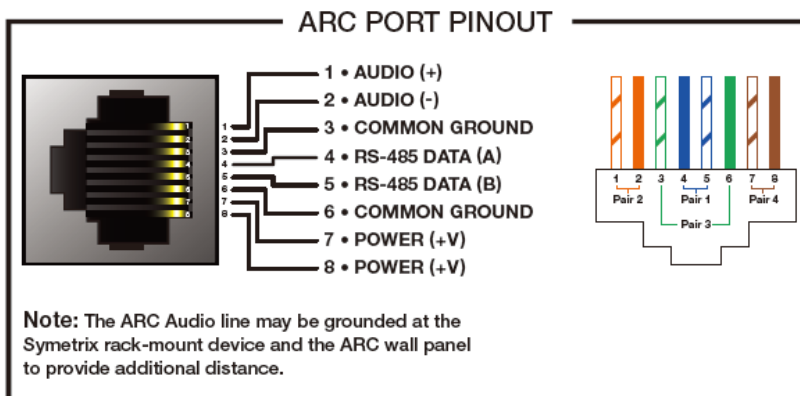 ARC PORT PINOUT
1 • AUDIO (+)
2 • AUDIO (-)
3 • COMMON GROUND
4 • RS-485 DATA (A)
5 • RS-485 DATA (B)
6 • COMMON GROUND
7 • POWER (+V)
8 • POWER (+V)
1
2
3
4
5
6
7
8
1
2
3
4
5
6
7
8
1 2 3 4 5 6 7 8
Pair 2 Pair 1 Pair 4
Pair 3
Note: The ARC Audio line may be grounded at the
Symetrix rack-mount device and the ARC wall panel
to provide additional distance.